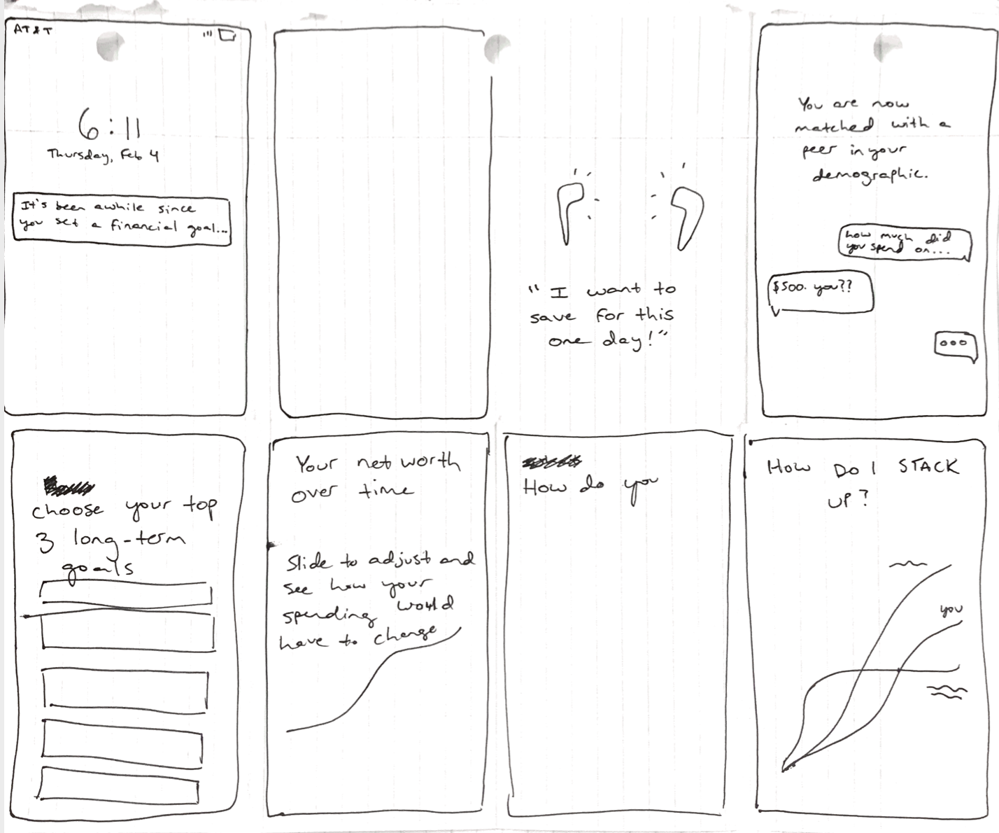 AT&T
6:11
Thursday, Feb 4
It's been awhile since
you set a financial goal...
"I want to
save for this
one day!"
You are now
matched with a
peer in your
demographic.
how much did
you spend on...
$500. you??
choose your top
3 long-term
goals
Your net worth
over time
Slide to adjust and
see how your
spending would
have to change
How do you
HOW DO I STACK
UP?
you